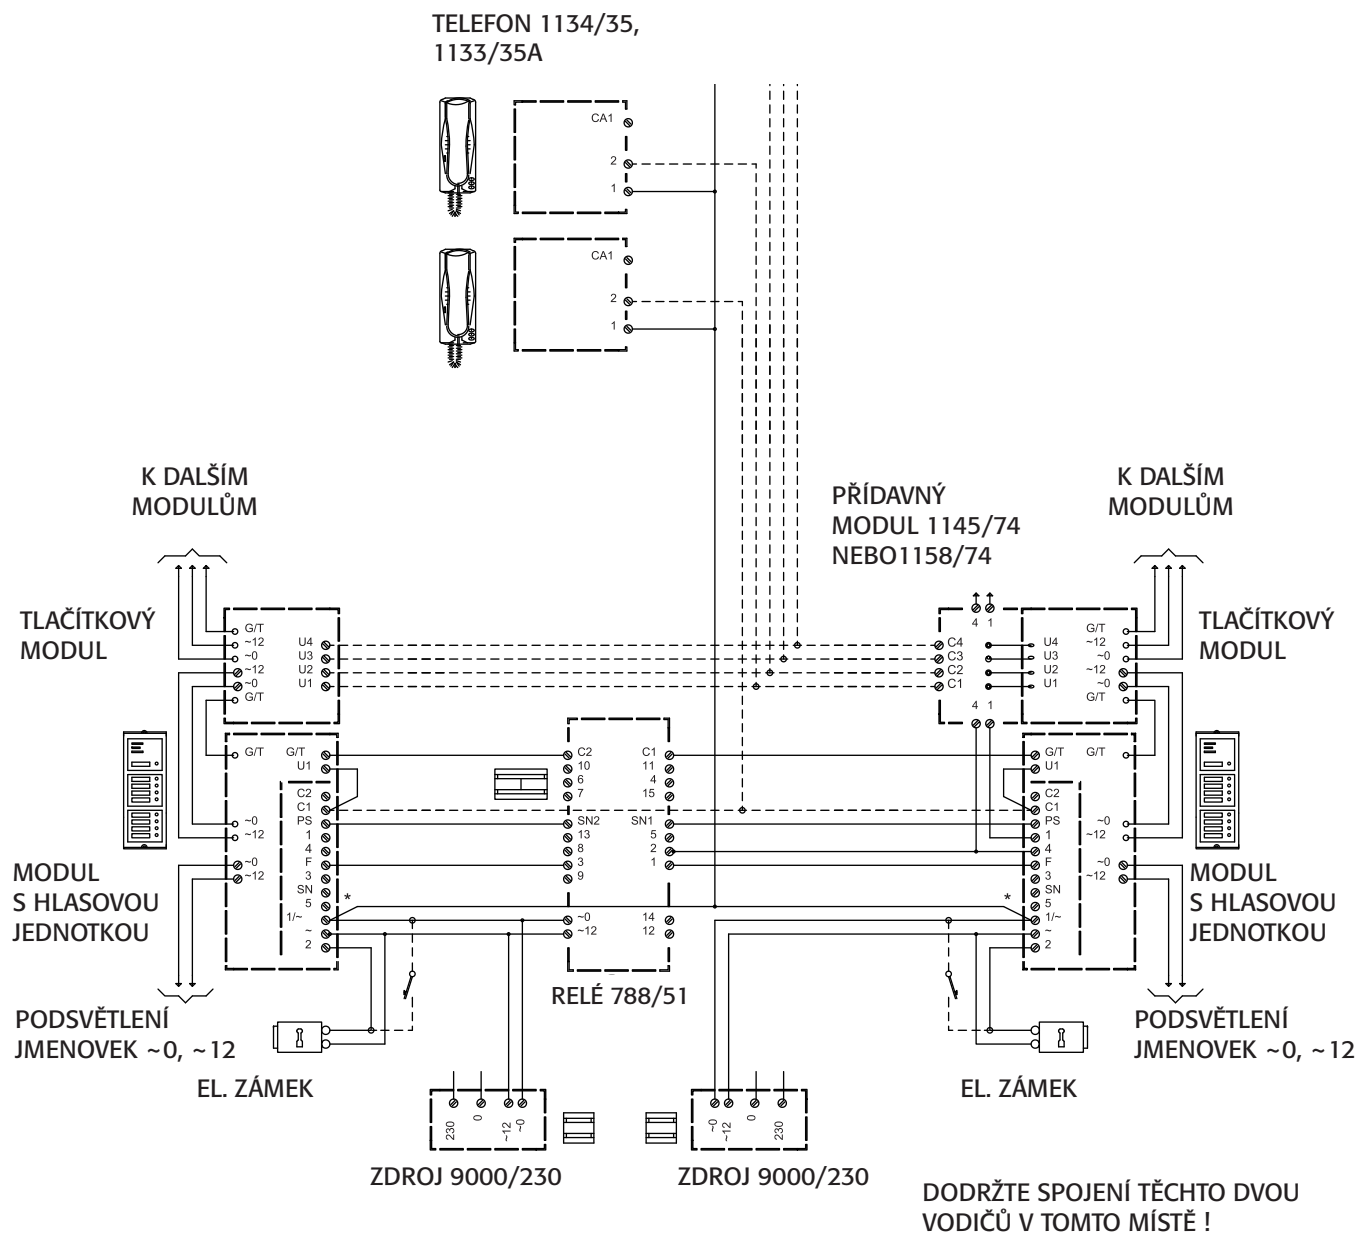 TELEFON 1134/35,
1133/35A
CA1
2
1
CA1
2
1
K DALŠÍM
MODULŮM
K DALŠÍM
MODULŮM
PŘÍDAVNÝ
MODUL 1145/74
NEBO1158/74
TLAČÍTKOVÝ
MODUL
G/T
~12
~0
~12
~0
G/T
U4
U3
U2
U1
4 1
C4
C3
C2
C1
4 1
U4
U3
U2
U1
G/T
~12
~0
~12
~0
G/T
TLAČÍTKOVÝ
MODUL
G/T
~0
~12
~0
~12
G/T
U1
C2
C1
PS
1
4
F
3
SN
5
1/~
~
2
*
C2
10
6
7
SN2
13
8
3
9
~0
~12
C1
11
4
15
SN1
5
2
1
14
12
*
G/T
U1
C2
C1
PS
1
4
F
3
SN
5
1/~
~
2
G/T
~0
~12
~0
~12
MODUL
S HLASOVOU
JEDNOTKOU
MODUL
S HLASOVOU
JEDNOTKOU
RELÉ 788/51
PODSVĚTLENÍ
JMENOVEK ~0, ~12
PODSVĚTLENÍ
JMENOVEK ~0, ~12
EL. ZÁMEK
EL. ZÁMEK
230
0
~12
~0
~0
~12
0
230
ZDROJ 9000/230
ZDROJ 9000/230
DODRŽTE SPOJENÍ TĚCHTO DVOU
VODIČŮ V TOMTO MÍSTĚ !